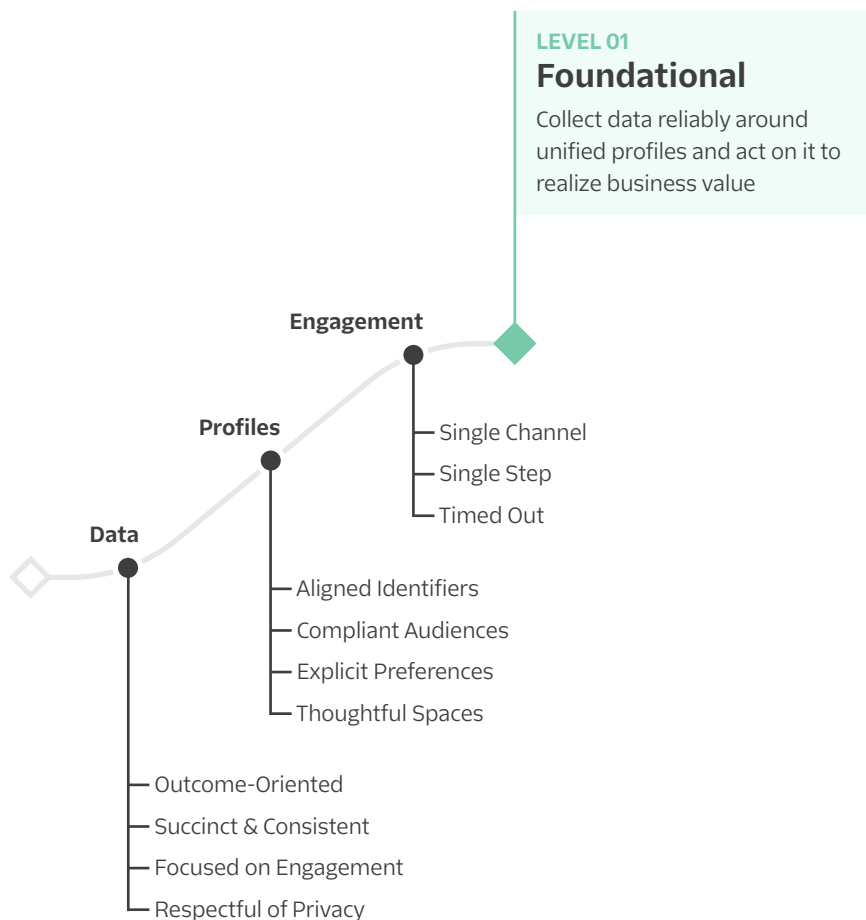 LEVEL 01
Foundational
Collect data reliably around
unified profiles and act on it to
realize business value
Engagement
Single Channel
Single Step
Timed Out
Profiles
Aligned Identifiers
Compliant Audiences
Explicit Preferences
Thoughtful Spaces
Data
Outcome-Oriented
Succinct & Consistent
Focused on Engagement
Respectful of Privacy